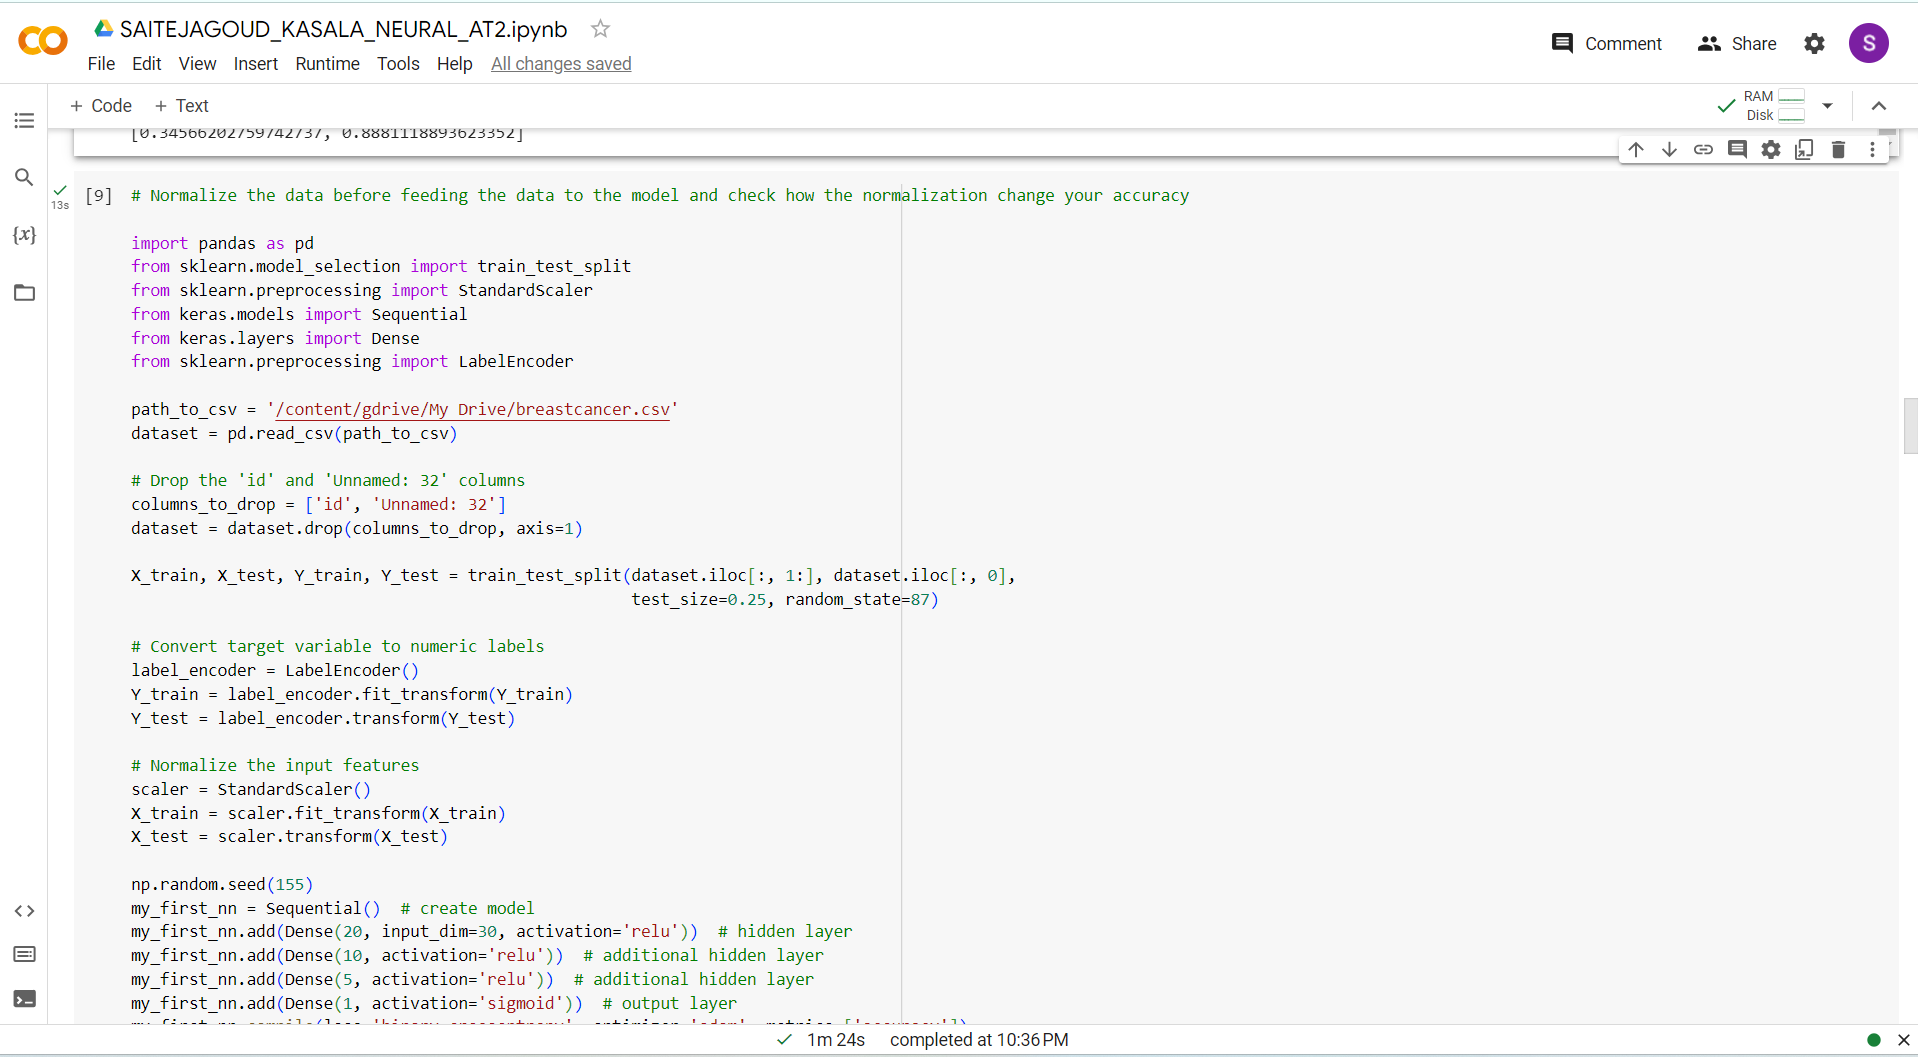 SAITEJAGOUD_KASALA_NEURAL_AT2.ipynb
File Edit View Insert Runtime Tools Help All changes saved
Comment Share S
+ Code + Text
RAM
Disk
[0.34566202759742737, 0.8881118893623352]
13s
[9] # Normalize the data before feeding the data to the model and check how the normalization change your accuracy
import pandas as pd
from sklearn.model_selection import train_test_split
from sklearn.preprocessing import StandardScaler
from keras.models import Sequential
from keras.layers import Dense
from sklearn.preprocessing import LabelEncoder
path_to_csv = '/content/gdrive/My Drive/breastcancer.csv'
dataset = pd.read_csv(path_to_csv)
# Drop the 'id' and 'Unnamed: 32' columns
columns_to_drop = ['id', 'Unnamed: 32']
dataset = dataset.drop(columns_to_drop, axis=1)
X_train, X_test, Y_train, Y_test = train_test_split(dataset.iloc[:, 1:], dataset.iloc[:, 0],
test_size=0.25, random_state=87)
# Convert target variable to numeric labels
label_encoder = LabelEncoder()
Y_train = label_encoder.fit_transform(Y_train)
Y_test = label_encoder.transform(Y_test)
# Normalize the input features
scaler = StandardScaler()
X_train = scaler.fit_transform(X_train)
X_test = scaler.transform(X_test)
np.random.seed(155)
my_first_nn = Sequential() # create model
my_first_nn.add(Dense(20, input_dim=30, activation='relu')) # hidden layer
my_first_nn.add(Dense(10, activation='relu')) # additional hidden layer
my_first_nn.add(Dense(5, activation='relu')) # additional hidden layer
my_first_nn.add(Dense(1, activation='sigmoid')) # output layer
my_first_nn.compile(loss='binary_crossentropy', optimizer='adam', metrics=['accuracy'])
1m 24s completed at 10:36 PM